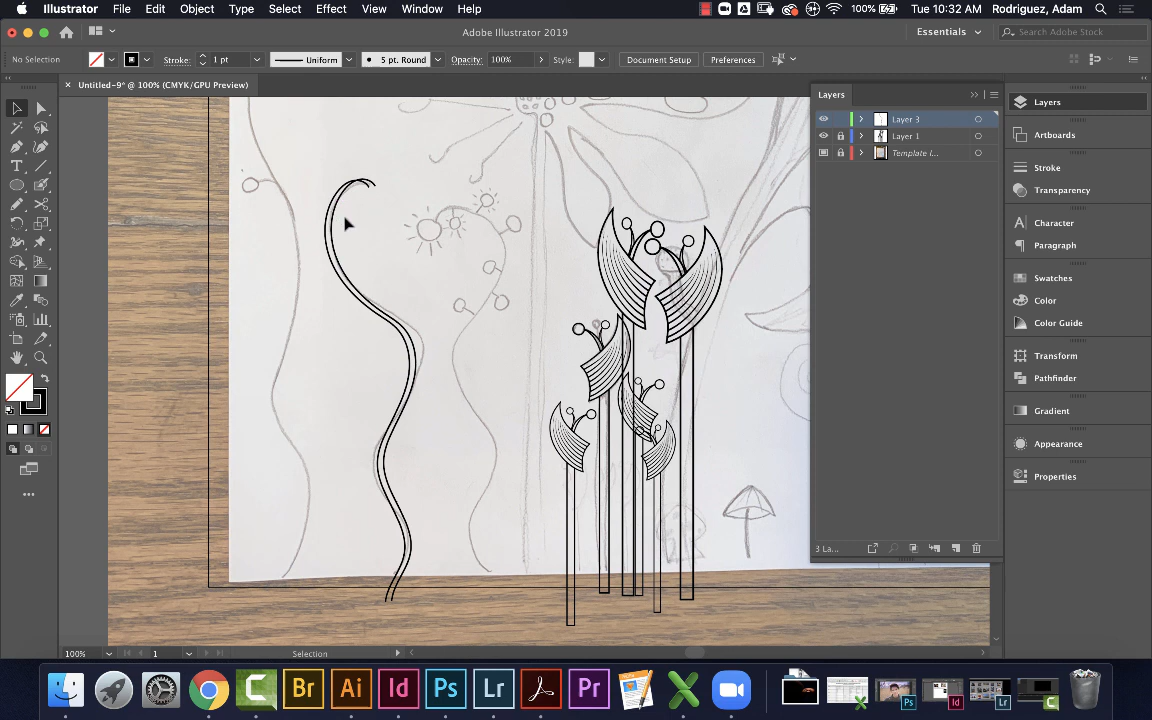 Illustrator File Edit Object Type Select Effect View Window Help 100% Tue 10:32 AM Rodriguez, Adam
Adobe Illustrator 2019 Essentials Search Adobe Stock
No Selection Stroke: 1 pt Uniform 5 pt. Round Opacity: 100% Style: Document Setup Preferences
× Untitled-9* @ 100% (CMYK/GPU Preview)
Layers
Layer 3
Layer 1
Template l...
3 La...
Layers
Artboards
Stroke
Transparency
Character
Paragraph
Swatches
Color
Color Guide
Transform
Pathfinder
Gradient
Appearance
Properties
100% 1 Selection
Br Ai Id Ps Lr Pr
Ps Id Lr